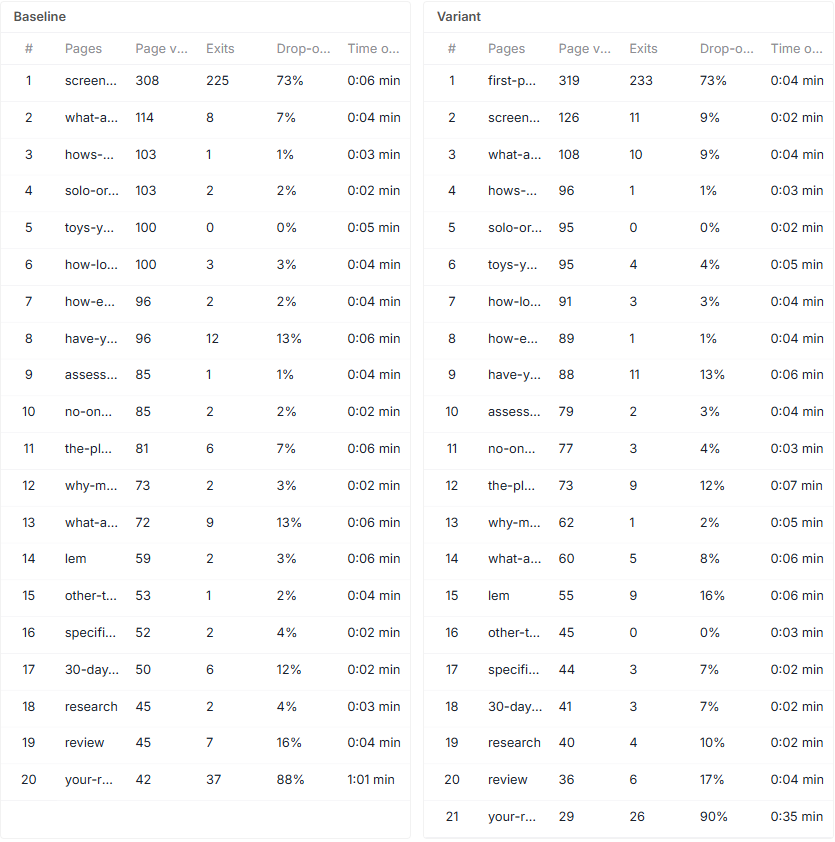 Baseline
# Pages Page v... Exits Drop-o... Time o...
1 screen... 308 225 73% 0:06 min
2 what-a... 114 8 7% 0:04 min
3 hows-... 103 1 1% 0:03 min
4 solo-or... 103 2 2% 0:02 min
5 toys-y... 100 0 0% 0:05 min
6 how-lo... 100 3 3% 0:04 min
7 how-e... 96 2 2% 0:04 min
8 have-y... 96 12 13% 0:06 min
9 assess... 85 1 1% 0:04 min
10 no-on... 85 2 2% 0:02 min
11 the-pl... 81 6 7% 0:06 min
12 why-m... 73 2 3% 0:02 min
13 what-a... 72 9 13% 0:06 min
14 lem 59 2 3% 0:06 min
15 other-t... 53 1 2% 0:04 min
16 specifi... 52 2 4% 0:02 min
17 30-day... 50 6 12% 0:02 min
18 research 45 2 4% 0:03 min
19 review 45 7 16% 0:04 min
20 your-r... 42 37 88% 1:01 min
Variant
# Pages Page v... Exits Drop-o... Time o...
1 first-p... 319 233 73% 0:04 min
2 screen... 126 11 9% 0:02 min
3 what-a... 108 10 9% 0:04 min
4 hows-... 96 1 1% 0:03 min
5 solo-or... 95 0 0% 0:02 min
6 toys-y... 95 4 4% 0:05 min
7 how-lo... 91 3 3% 0:04 min
8 how-e... 89 1 1% 0:04 min
9 have-y... 88 11 13% 0:06 min
10 assess... 79 2 3% 0:04 min
11 no-on... 77 3 4% 0:03 min
12 the-pl... 73 9 12% 0:07 min
13 why-m... 62 1 2% 0:05 min
14 what-a... 60 5 8% 0:06 min
15 lem 55 9 16% 0:06 min
16 other-t... 45 0 0% 0:03 min
17 specifi... 44 3 7% 0:02 min
18 30-day... 41 3 7% 0:02 min
19 research 40 4 10% 0:02 min
20 review 36 6 17% 0:04 min
21 your-r... 29 26 90% 0:35 min